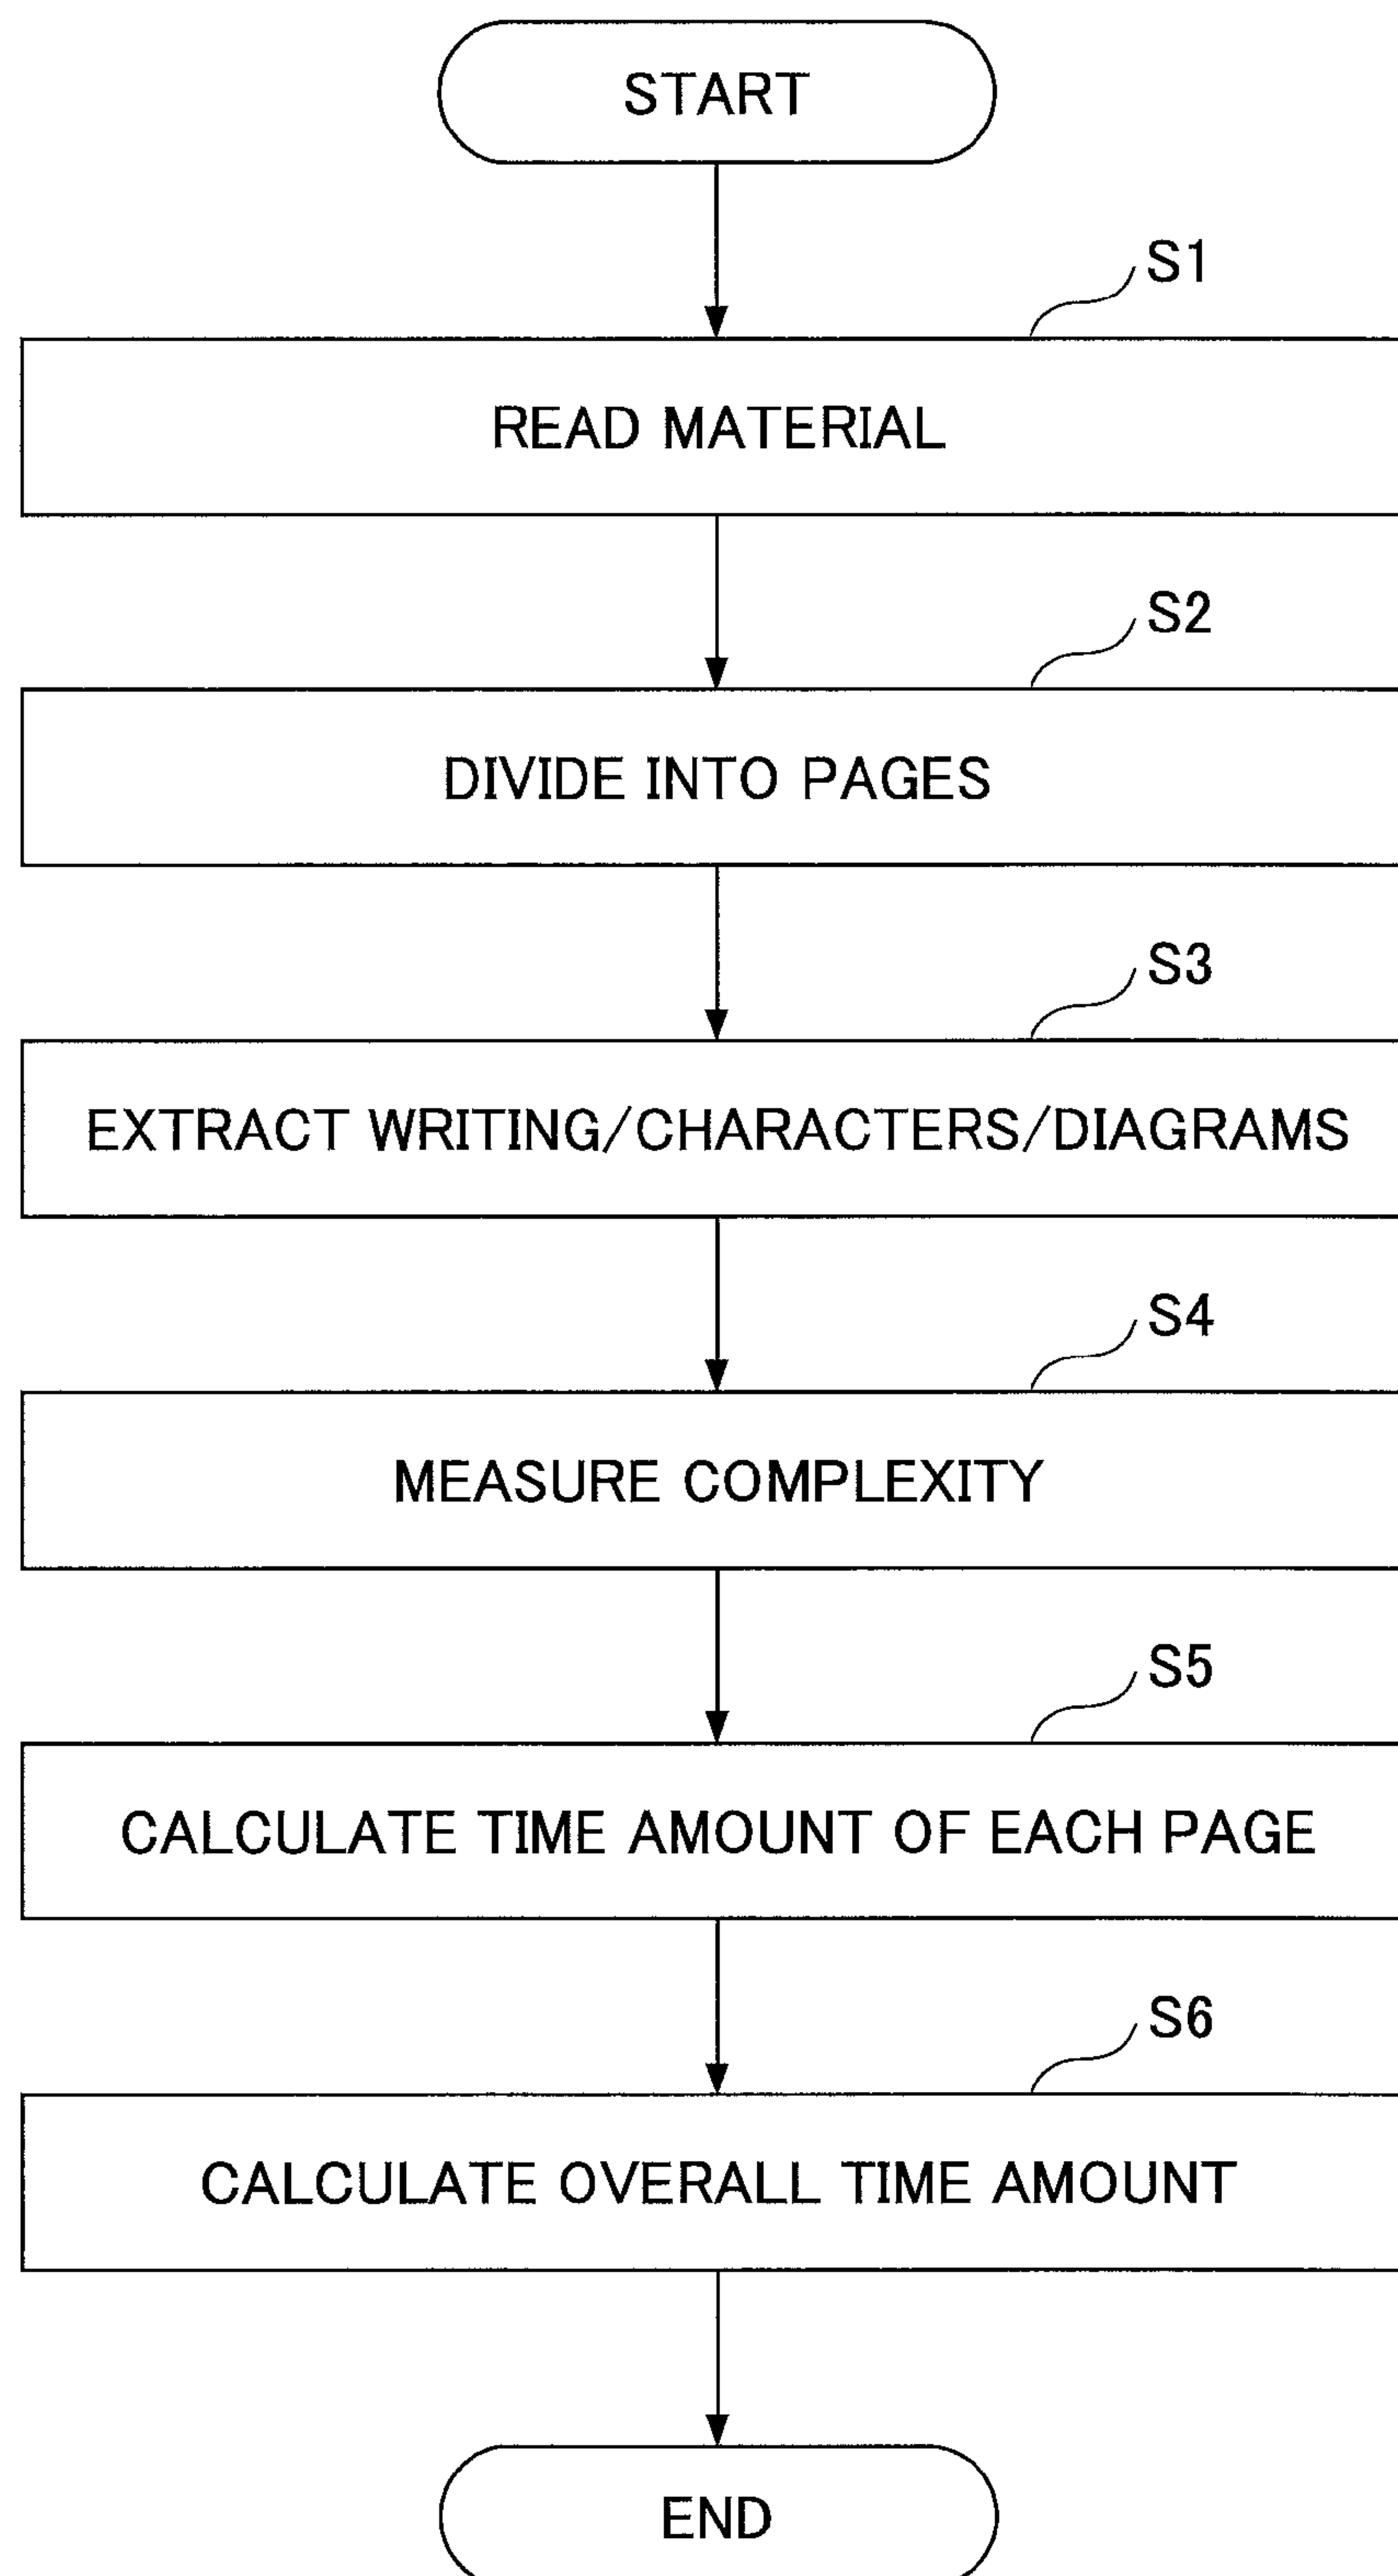 START
S1
READ MATERIAL
S2
DIVIDE INTO PAGES
S3
EXTRACT WRITING/CHARACTERS/DIAGRAMS
S4
MEASURE COMPLEXITY
S5
CALCULATE TIME AMOUNT OF EACH PAGE
S6
CALCULATE OVERALL TIME AMOUNT
END